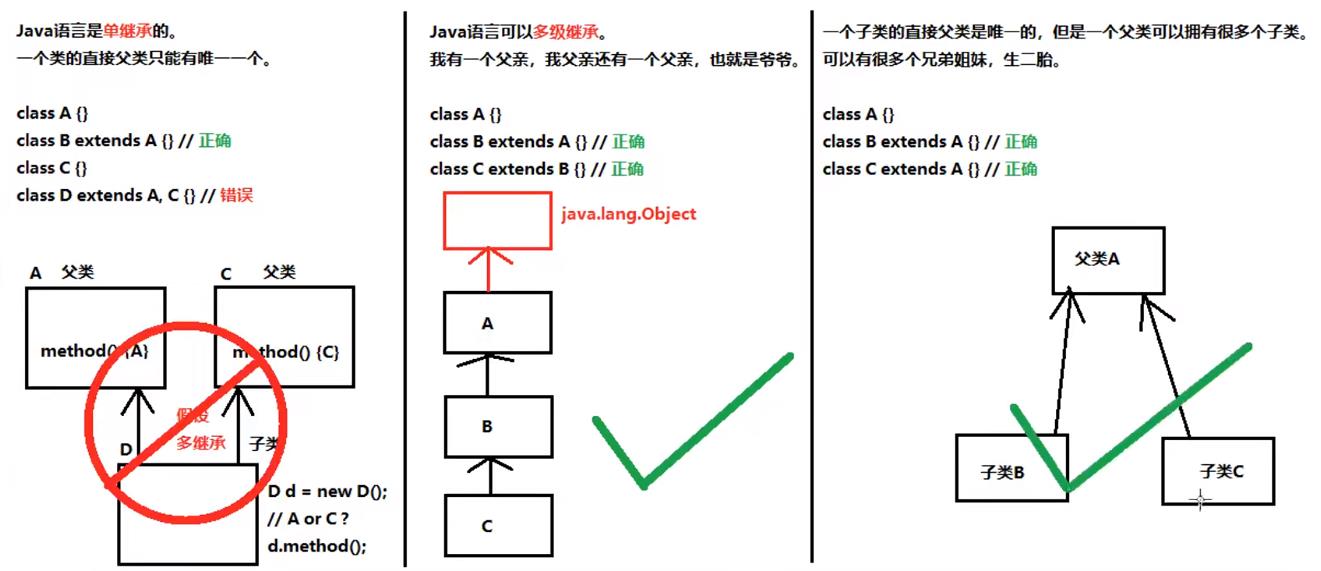 Java语言是单继承的。
一个类的直接父类只能有唯一一个。
class A {}
class B extends A {} // 正确
class C {}
class D extends A, C {} // 错误
A 父类
C 父类
method() {A}
method() {C}
假设
多继承
D
子类
D d = new D();
// A or C ?
d.method();
Java语言可以多级继承。
我有一个父亲，我父亲还有一个父亲，也就是爷爷。
class A {}
class B extends A {} // 正确
class C extends B {} // 正确
java.lang.Object
A
B
C
一个子类的直接父类是唯一的，但是一个父类可以拥有很多个子类。
可以有很多个兄弟姐妹，生二胎。
class A {}
class B extends A {} // 正确
class C extends A {} // 正确
父类A
子类B
子类C